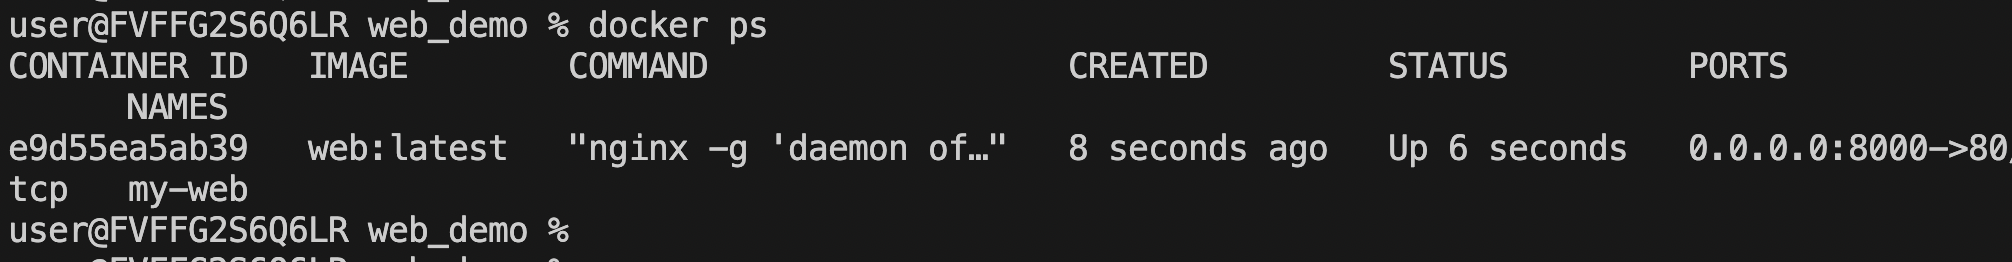 user@FVFFG2S6Q6LR web_demo % docker ps
CONTAINER ID   IMAGE        COMMAND                  CREATED         STATUS         PORTS
      NAMES
e9d55ea5ab39   web:latest   "nginx -g 'daemon of…"   8 seconds ago   Up 6 seconds   0.0.0.0:8000->80/
tcp   my-web
user@FVFFG2S6Q6LR web_demo %